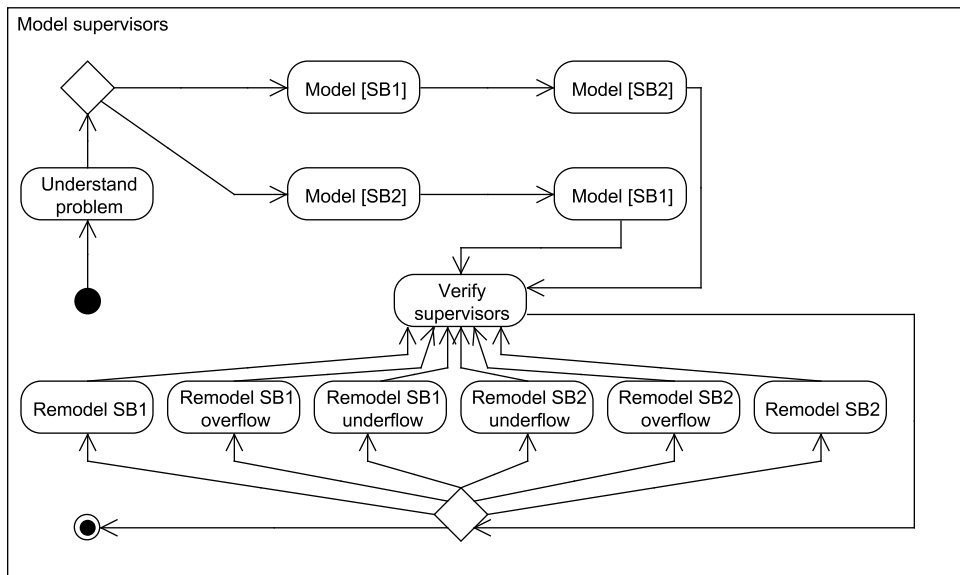 Model supervisors
Model [SB1]
Model [SB2]
Understand
problem
Model [SB2]
Model [SB1]
Verify
supervisors
Remodel SB1
Remodel SB1
overflow
Remodel SB1
underflow
Remodel SB2
underflow
Remodel SB2
overflow
Remodel SB2